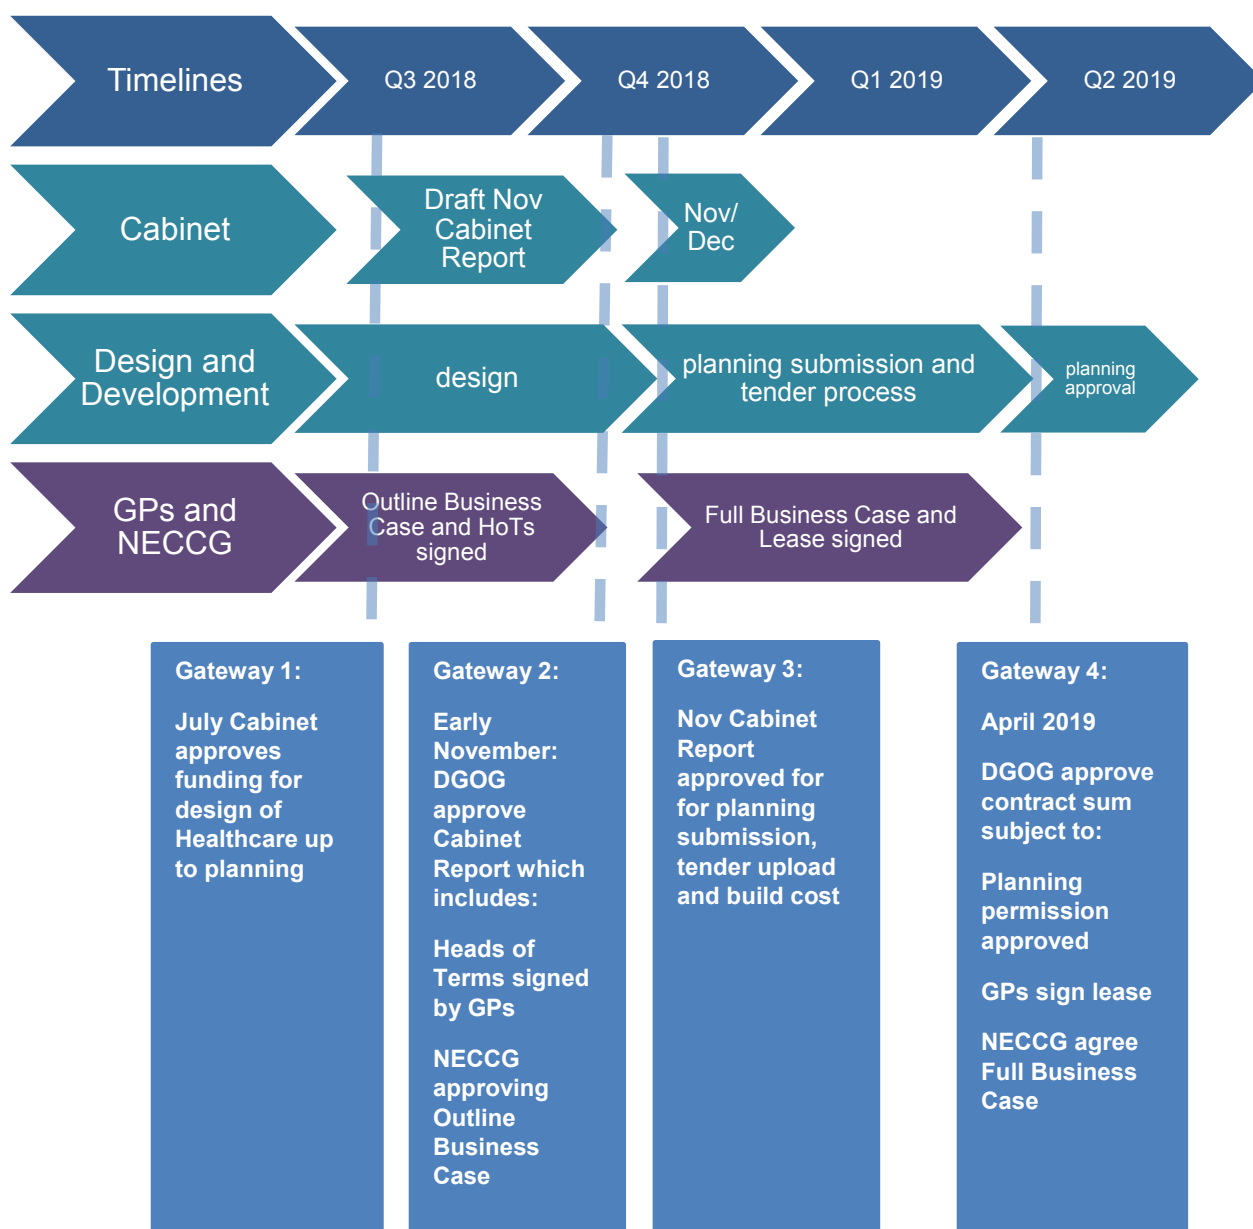 Timelines
Q3 2018
Q4 2018
Q1 2019
Q2 2019
Cabinet
Draft Nov
Cabinet
Report
Nov/
Dec
Design and
Development
design
planning submission and
tender process
planning
approval
GPs and
NECCG
Outline Business
Case and HoTs
signed
Full Business Case and
Lease signed
Gateway 1:
July Cabinet
approves
funding for
design of
Healthcare up
to planning
Gateway 2:
Early
November:
DGOG
approve
Cabinet
Report which
includes:
Heads of
Terms signed
by GPs
NECCG
approving
Outline
Business
Case
Gateway 3:
Nov Cabinet
Report
approved for
for planning
submission,
tender upload
and build cost
Gateway 4:
April 2019
DGOG approve
contract sum
subject to:
Planning
permission
approved
GPs sign lease
NECCG agree
Full Business
Case